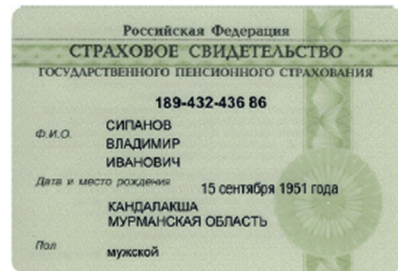 Российская Федерация
СТРАХОВОЕ СВИДЕТЕЛЬСТВО
ГОСУДАРСТВЕННОГО ПЕНСИОННОГО СТРАХОВАНИЯ
189-432-436 86
Ф.И.О. СИПАНОВ
ВЛАДИМИР
ИВАНОВИЧ
Дата и место рождения 15 сентября 1951 года
КАНДАЛАКША
МУРМАНСКАЯ ОБЛАСТЬ
Пол мужской